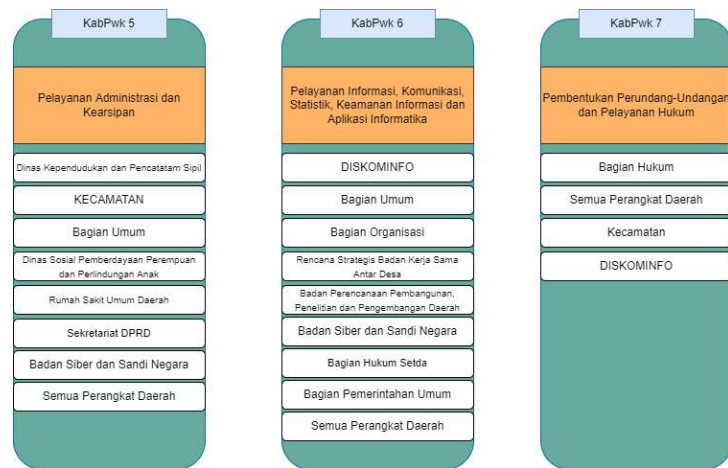 KabPwk 5
Pelayanan Administrasi dan
Kearsipan
Dinas Kependudukan dan Pencatatam Sipil
KECAMATAN
Bagian Umum
Dinas Sosial Pemberdayaan Perempuan
dan Perlindungan Anak
Rumah Sakit Umum Daerah
Sekretariat DPRD
Badan Siber dan Sandi Negara
Semua Perangkat Daerah
KabPwk 6
Pelayanan Informasi, Komunikasi,
Statistik, Keamanan Informasi dan
Aplikasi Informatika
DISKOMINFO
Bagian Umum
Bagian Organisasi
Rencana Strategis Badan Kerja Sama
Antar Desa
Badan Perencanaan Pembangunan,
Penelitian dan Pengembangan Daerah
Badan Siber dan Sandi Negara
Bagian Hukum Setda
Bagian Pemerintahan Umum
Semua Perangkat Daerah
KabPwk 7
Pembentukan Perundang-Undangan
dan Pelayanan Hukum
Bagian Hukum
Semua Perangkat Daerah
Kecamatan
DISKOMINFO